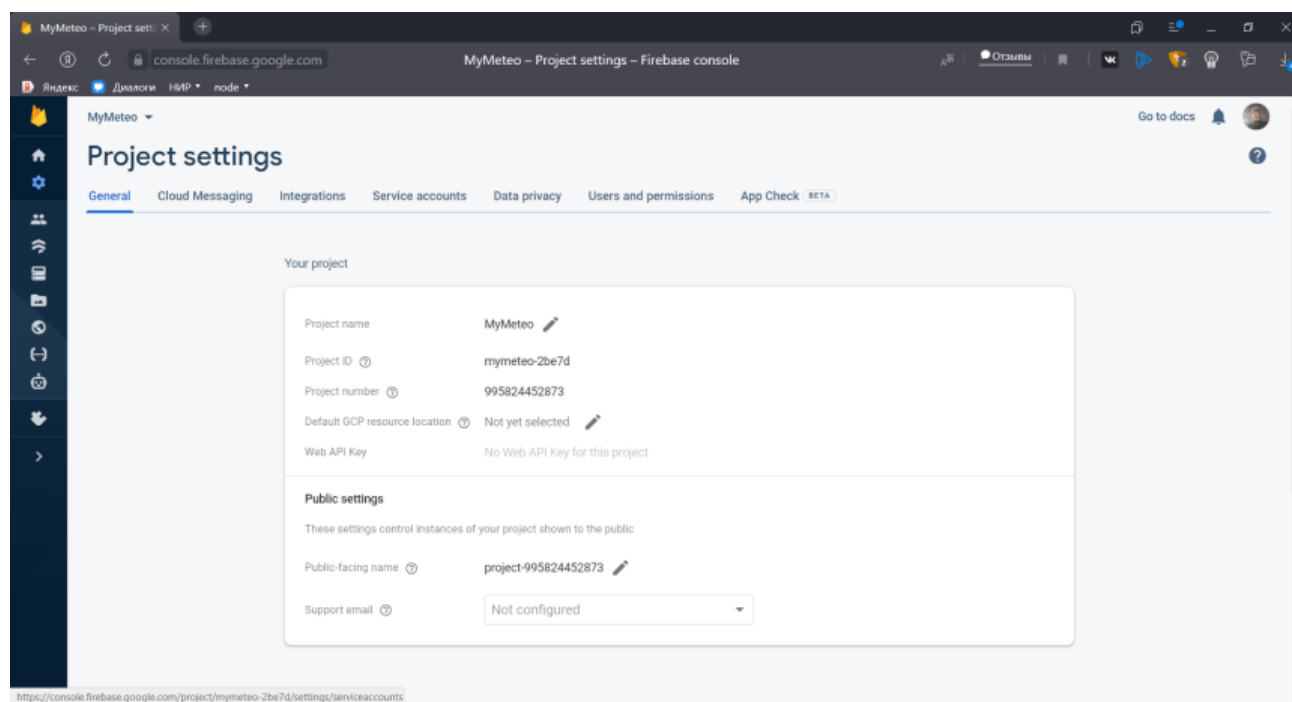 MyMeteo – Project setti
console.firebase.google.com
MyMeteo – Project settings – Firebase console
Отзывы
Яндекс Диалоги НИР node
MyMeteo
Go to docs
Project settings
General Cloud Messaging Integrations Service accounts Data privacy Users and permissions App Check BETA
Your project
Project name MyMeteo
Project ID mymeteo-2be7d
Project number 995824452873
Default GCP resource location Not yet selected
Web API Key No Web API Key for this project
Public settings
These settings control instances of your project shown to the public
Public-facing name project-995824452873
Support email Not configured
https://console.firebase.google.com/project/mymeteo-2be7d/settings/serviceaccounts